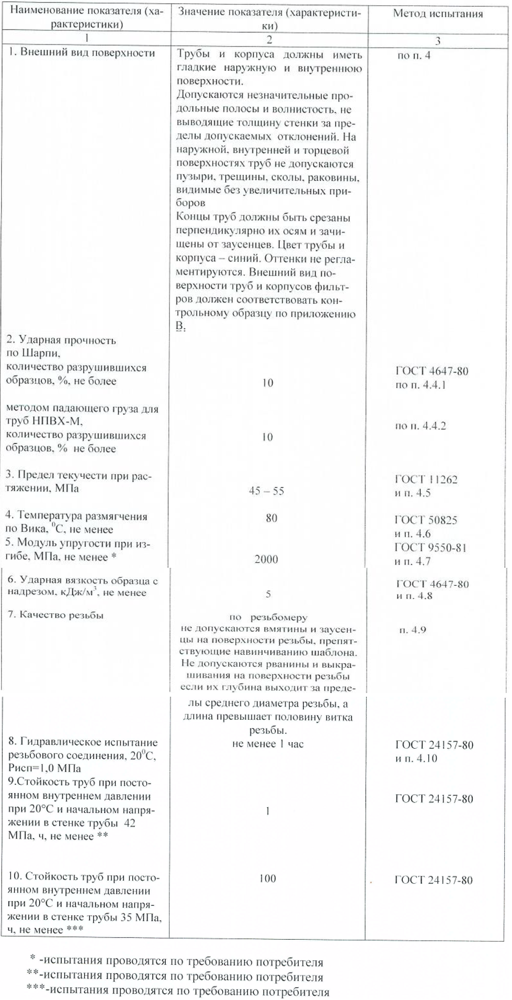 Наименование показателя (ха-
рактеристики)
Значение показателя (характеристи-
ки)
Метод испытания
1
2
3
1. Внешний вид поверхности
Трубы и корпуса должны иметь
гладкие наружную и внутреннюю
поверхности.
Допускаются незначительные про-
дольные полосы и волнистость, не
выводящие толщину стенки за пре-
делы допускаемых отклонений. На
наружной, внутренней и торцевой
поверхностях труб не допускаются
пузыри, трещины, сколы, раковины,
видимые без увеличительных при-
боров
Концы труб должны быть срезаны
перпендикулярно их осям и зачи-
щены от заусенцев. Цвет трубы и
корпуса – синий. Оттенки не регла-
ментируются. Внешний вид по-
верхности труб и корпусов фильт-
ров должен соответствовать кон-
трольному образцу по приложению
В.
по п. 4
2. Ударная прочность
по Шарпи,
количество разрушившихся
образцов, %, не более
10
ГОСТ 4647-80
по п. 4.4.1
методом падающего груза для
труб НПВХ-М,
количество разрушившихся
образцов, % не более
10
по п. 4.4.2
3. Предел текучести при рас-
тяжении, МПа
45 – 55
ГОСТ 11262
и п. 4.5
4. Температура размягчения
по Вика, ⁰С, не менее
80
ГОСТ 50825
и п. 4.6
5. Модуль упругости при из-
гибе, МПа, не менее *
2000
ГОСТ 9550-81
и п. 4.7
6. Ударная вязкость образца с
надрезом, кДж/м³, не менее
5
ГОСТ 4647-80
и п. 4.8
7. Качество резьбы
по резьбомеру
не допускаются вмятины и заусен-
цы на поверхности резьбы, препят-
ствующие навинчиванию шаблона.
Не допускаются рванины и выкра-
шивания на поверхности резьбы
если их глубина выходит за преде-
лы среднего диаметра резьбы, а
длина превышает половину витка
резьбы.
п. 4.9
8. Гидравлическое испытание
резьбового соединения, 20⁰С,
Рисп=1,0 МПа
не менее 1 час
ГОСТ 24157-80
и п. 4.10
9.Стойкость труб при посто-
янном внутреннем давлении
при 20°С и начальном напря-
жении в стенке трубы 42
МПа, ч, не менее **
1
ГОСТ 24157-80
10. Стойкость труб при посто-
янном внутреннем давлении
при 20°С и начальном напря-
жении в стенке трубы 35 МПа,
ч, не менее ***
100
ГОСТ 24157-80
* -испытания проводятся по требованию потребителя
**-испытания проводятся по требованию потребителя
***-испытания проводятся по требованию потребителя